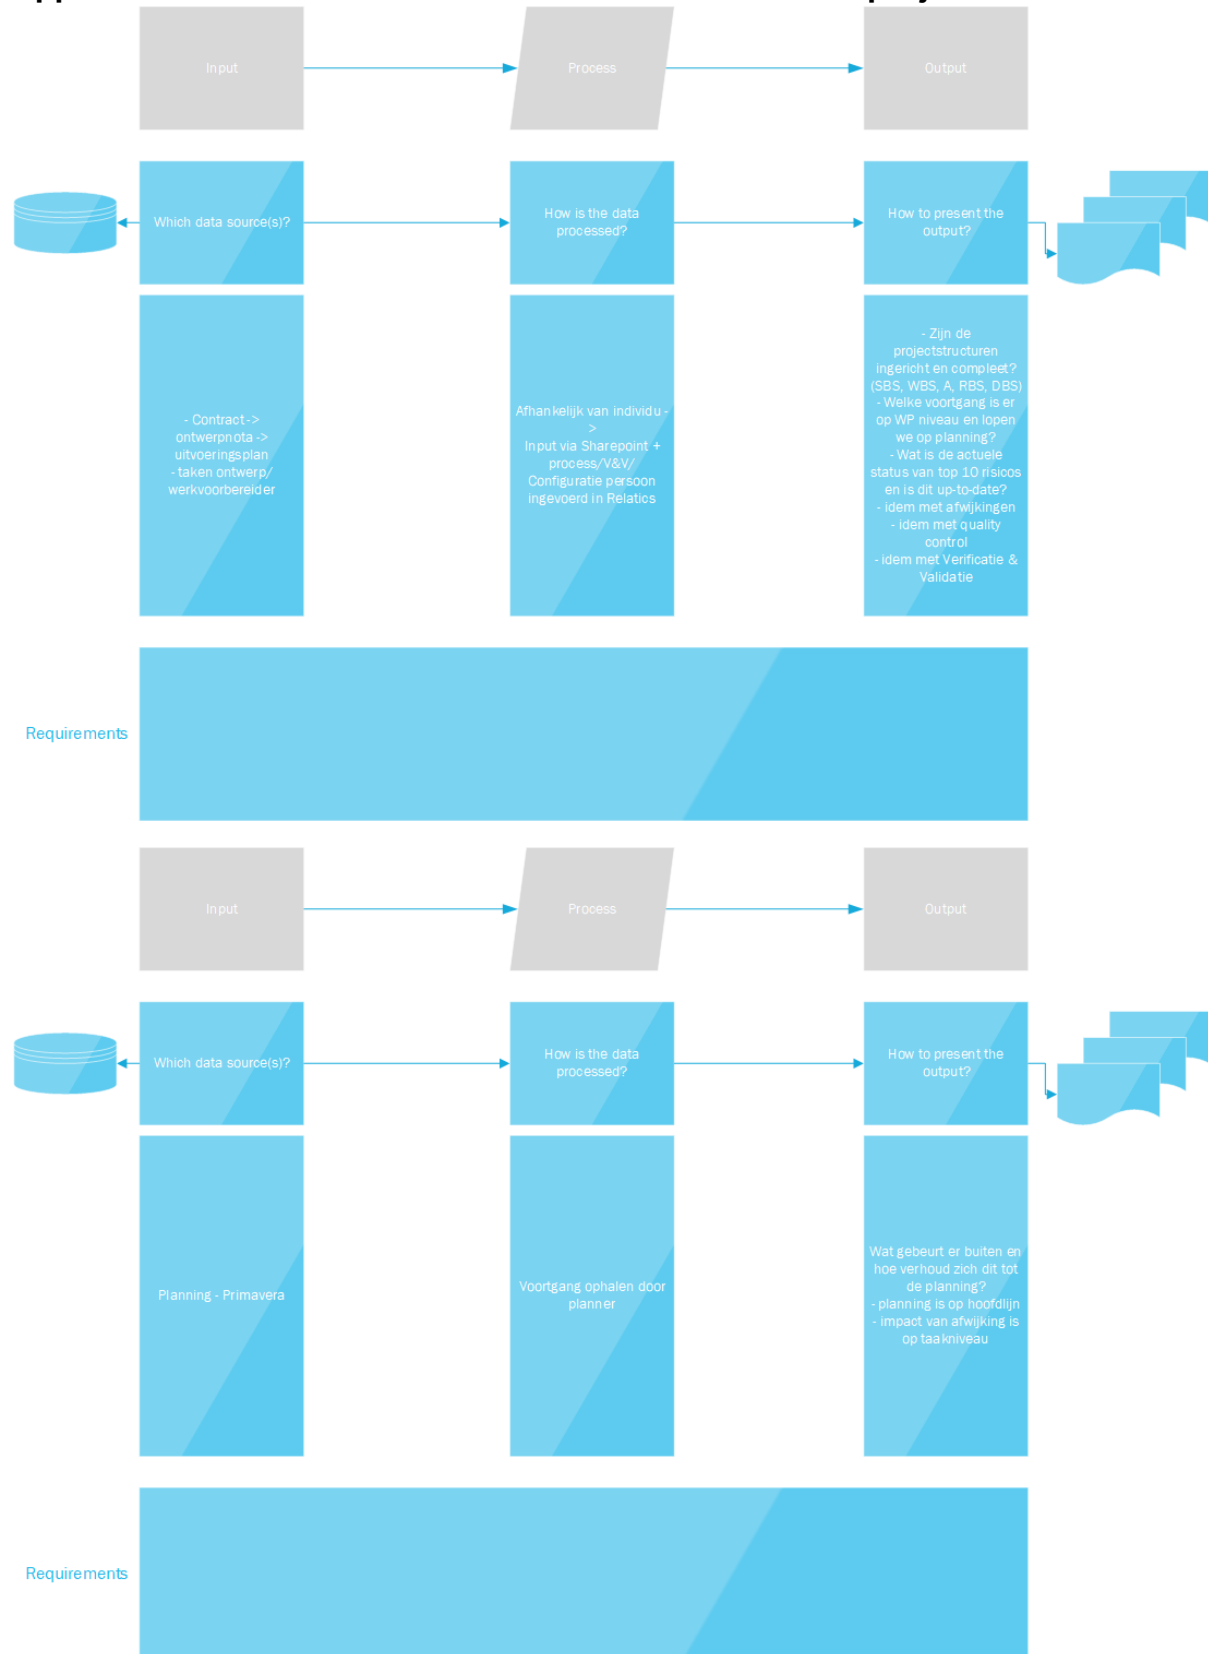 Input
Process
Output
Which data source(s)?
How is the data
processed?
How to present the
output?
- Contract ->
ontwerpnota ->
uitvoeringsplan
- taken ontwerp/
werkvoorbereider
Afhankelijk van individu -
>
Input via Sharepoint +
process/V&V/
Configuratie persoon
ingevoerd in Relatics
- Zijn de
projectstructuren
ingericht en compleet?
(SBS, WBS, A, RBS, DBS)
- Welke voortgang is er
op WP niveau en lopen
we op planning?
- Wat is de actuele
status van top 10 risicos
en is dit up-to-date?
- idem met afwijkingen
- idem met quality
control
- idem met Verificatie &
Validatie
Requirements
Input
Process
Output
Which data source(s)?
How is the data
processed?
How to present the
output?
Planning - Primavera
Voortgang ophalen door
planner
Wat gebeurt er buiten en
hoe verhoud zich dit tot
de planning?
- planning is op hoofdlijn
- impact van afwijking is
op taakniveau
Requirements